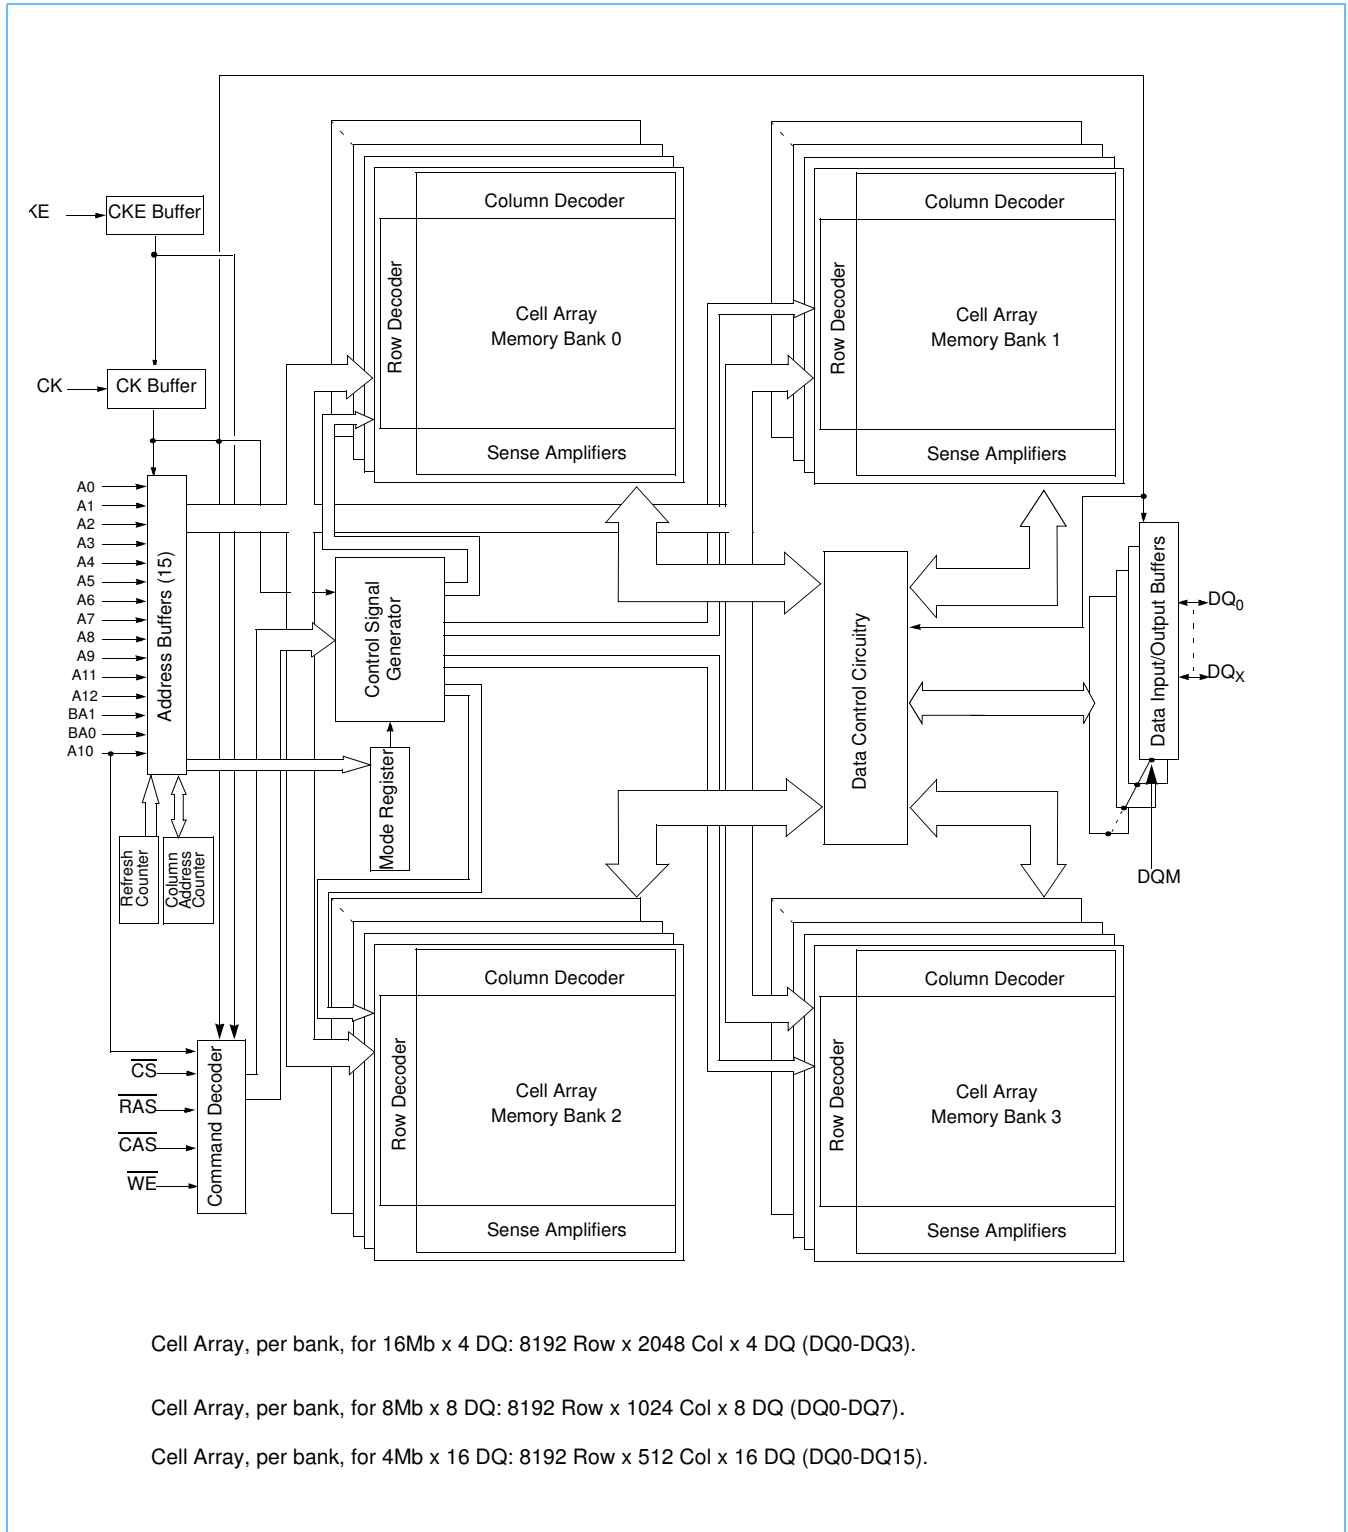 Column Decoder
Row Decoder
Cell Array
Memory Bank 0
Sense Amplifiers
Column Decoder
Row Decoder
Cell Array
Memory Bank 1
Sense Amplifiers
KE
CKE Buffer
CK
CK Buffer
A0
A1
A2
A3
A4
A5
A6
A7
A8
A9
A11
A12
BA1
BA0
A10
Address Buffers (15)
Refresh
Counter
Column
Address
Counter
Control Signal
Generator
Mode Register
Data Control Circuitry
Data Input/Output Buffers
DQ0
DQX
DQM
CS
RAS
CAS
WE
Command Decoder
Column Decoder
Row Decoder
Cell Array
Memory Bank 2
Sense Amplifiers
Column Decoder
Row Decoder
Cell Array
Memory Bank 3
Sense Amplifiers
Cell Array, per bank, for 16Mb x 4 DQ: 8192 Row x 2048 Col x 4 DQ (DQ0-DQ3).
Cell Array, per bank, for 8Mb x 8 DQ: 8192 Row x 1024 Col x 8 DQ (DQ0-DQ7).
Cell Array, per bank, for 4Mb x 16 DQ: 8192 Row x 512 Col x 16 DQ (DQ0-DQ15).